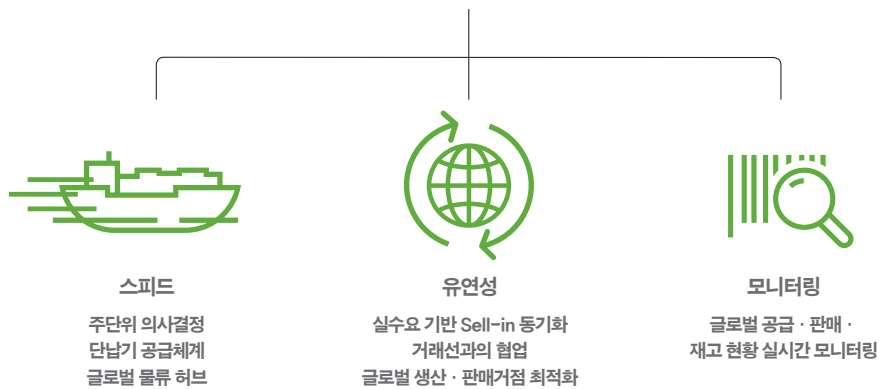 스피드
주단위 의사결정
단납기 공급체계
글로벌 물류 허브
유연성
실수요 기반 Sell-in 동기화
거래선과의 협업
글로벌 생산 · 판매거점 최적화
모니터링
글로벌 공급 · 판매 ·
재고 현황 실시간 모니터링